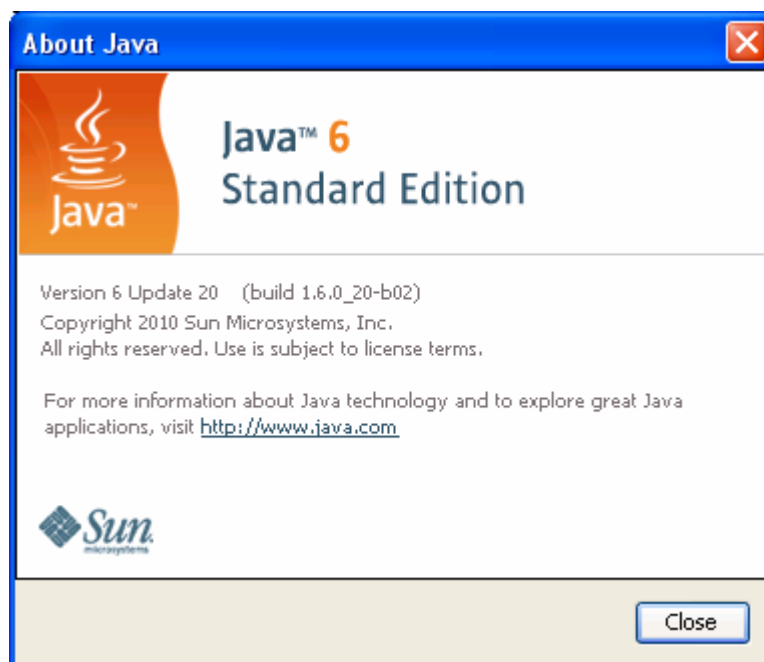 About Java
Java™
Java™ 6
Standard Edition
Version 6 Update 20 (build 1.6.0_20-b02)
Copyright 2010 Sun Microsystems, Inc.
All rights reserved. Use is subject to license terms.
For more information about Java technology and to explore great Java
applications, visit http://www.java.com
Sun
microsystems
Close